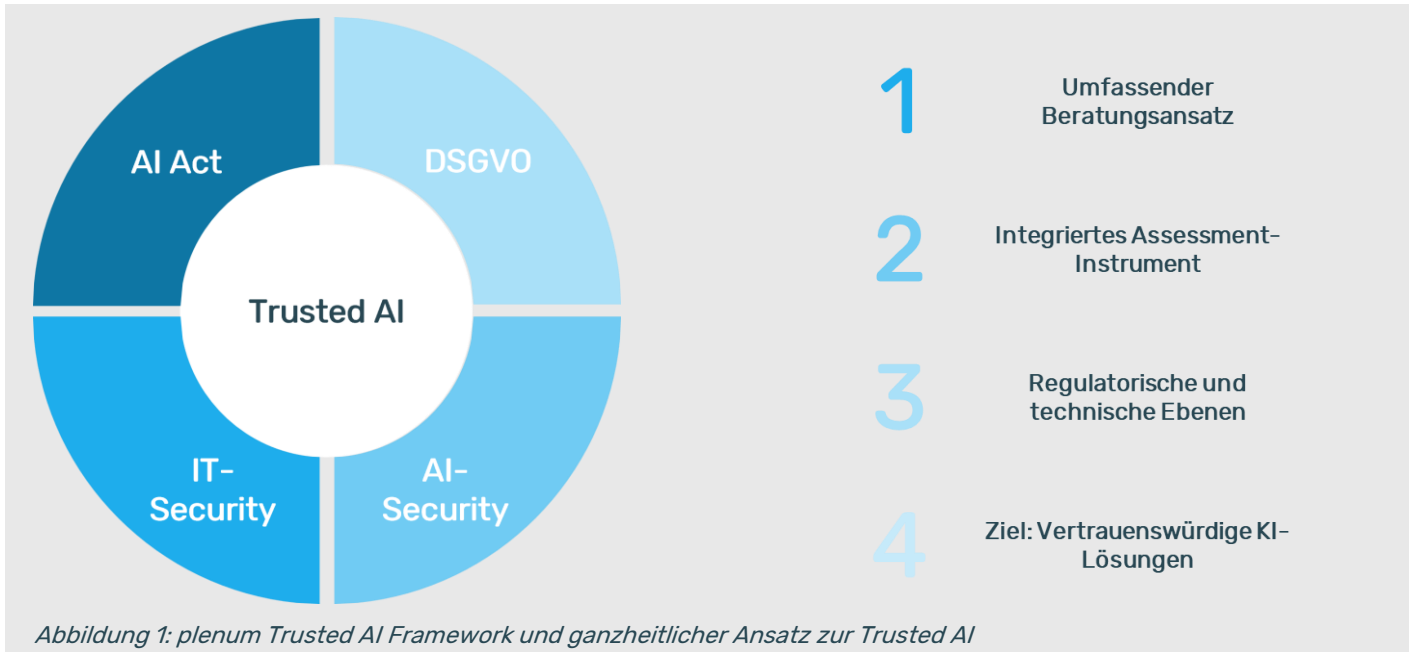 AI Act
DSGVO
Trusted AI
IT-
Security
AI-
Security
1
Umfassender
Beratungsansatz
2
Integriertes Assessment-
Instrument
3
Regulatorische und
technische Ebenen
4
Ziel: Vertrauenswürdige KI-
Lösungen
Abbildung 1: plenum Trusted AI Framework und ganzheitlicher Ansatz zur Trusted AI